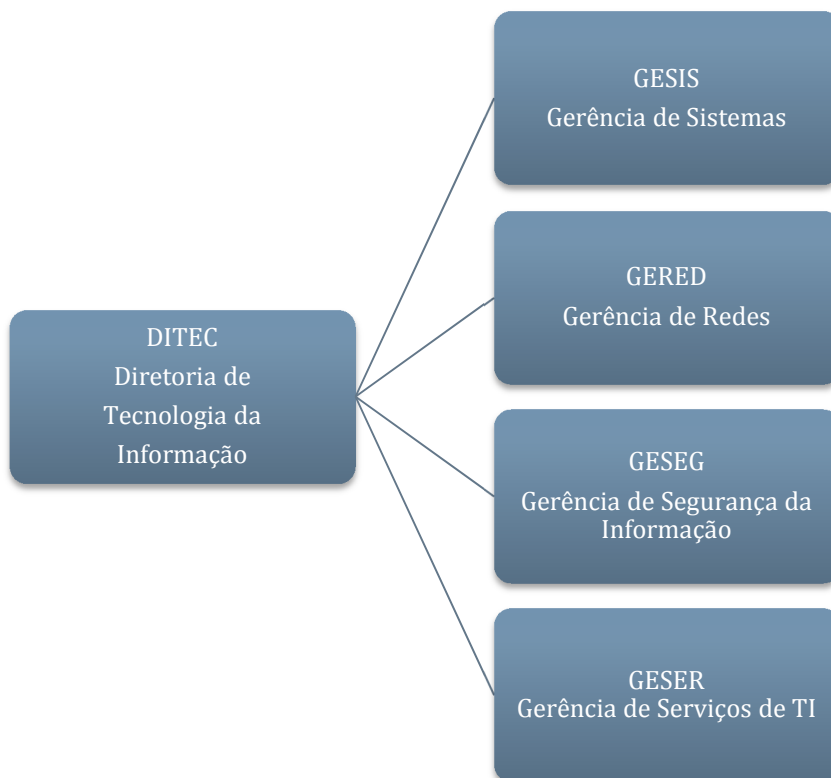 DITEC
Diretoria de
Tecnologia da
Informação
GESIS
Gerência de Sistemas
GERED
Gerência de Redes
GESEG
Gerência de Segurança da
Informação
GESER
Gerência de Serviços de TI